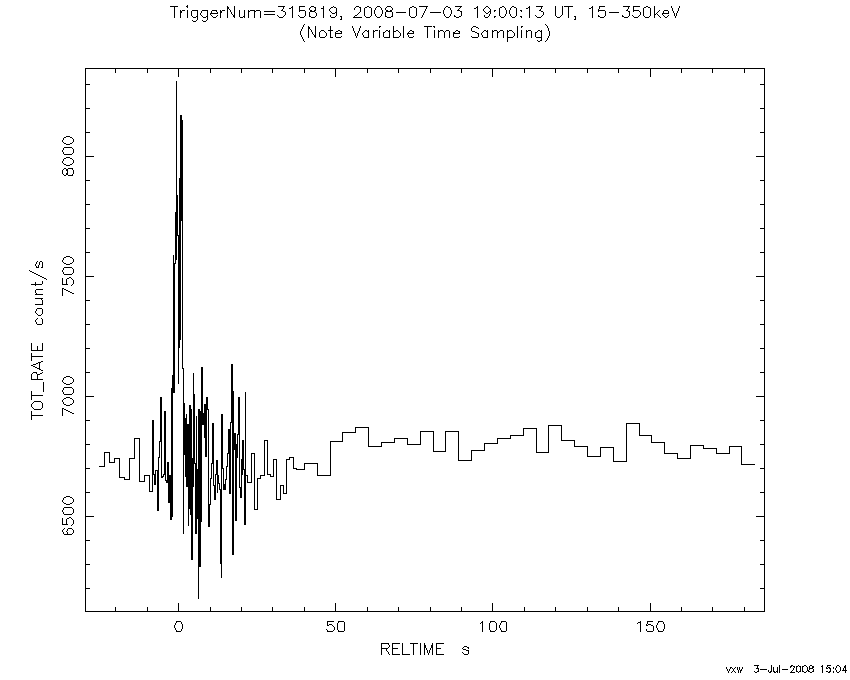 TriggerNum=315819, 2008-07-03 19:00:13 UT, 15-350keV
(Note Variable Time Sampling)
TOT_RATE count/s
8000
7500
7000
6500
0 50 100 150
RELTIME s
vxw 3-Jul-2008 15:04